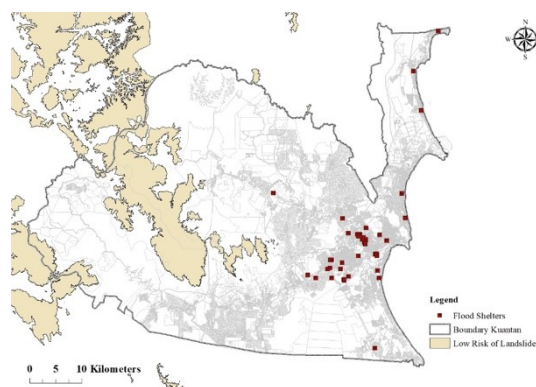 N
W E
S
Legend
Flood Shelters
Boundary Kuantan
Low Risk of Landslide
0 5 10 Kilometers